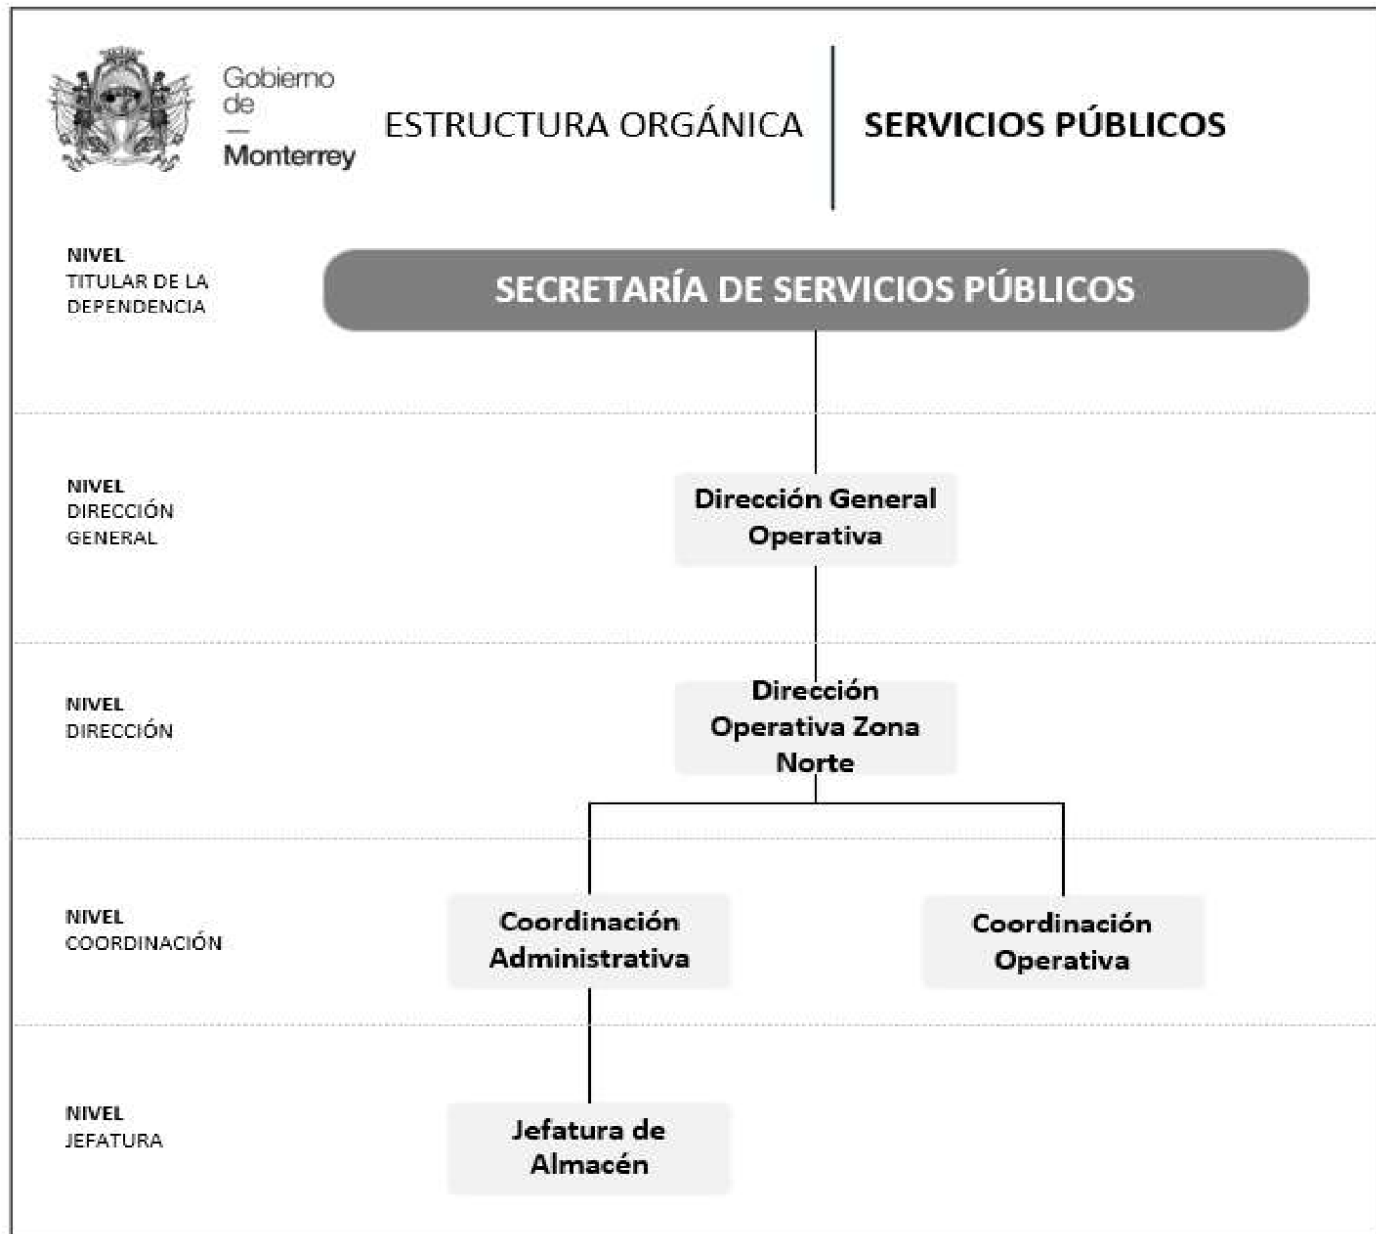 Gobierno
de
Monterrey
ESTRUCTURA ORGÁNICA
SERVICIOS PÚBLICOS
NIVEL
TITULAR DE LA
DEPENDENCIA
SECRETARÍA DE SERVICIOS PÚBLICOS
NIVEL
DIRECCIÓN
GENERAL
Dirección General
Operativa
NIVEL
DIRECCIÓN
Dirección
Operativa Zona
Norte
NIVEL
COORDINACIÓN
Coordinación
Administrativa
Coordinación
Operativa
NIVEL
JEFATURA
Jefatura de
Almacén